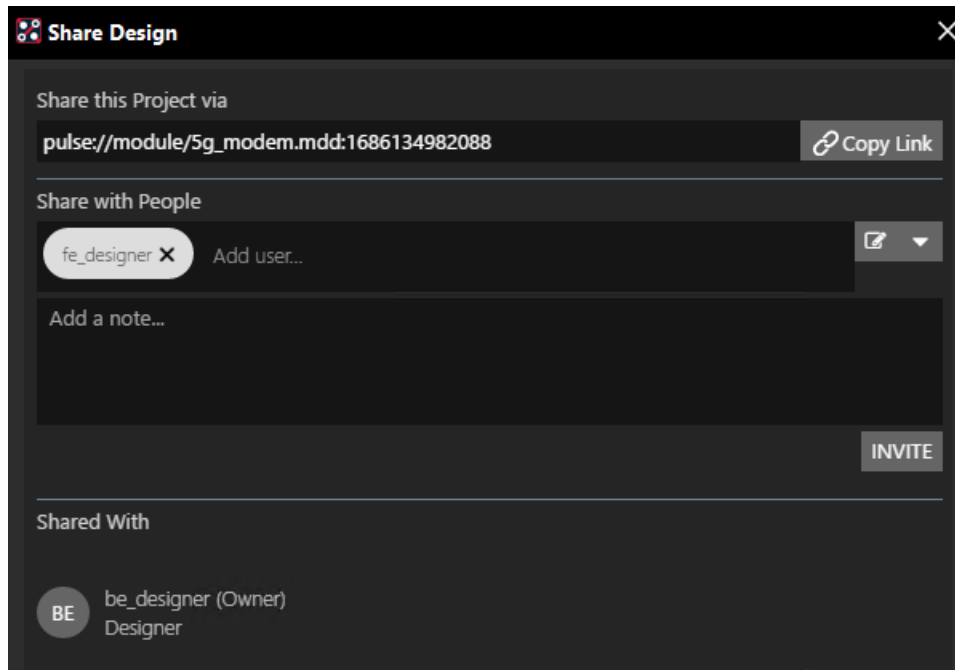 Share Design
Share this Project via
pulse://module/5g_modem.mdd:1686134982088
Copy Link
Share with People
fe_designer
Add user...
Add a note...
INVITE
Shared With
BE
be_designer (Owner)
Designer